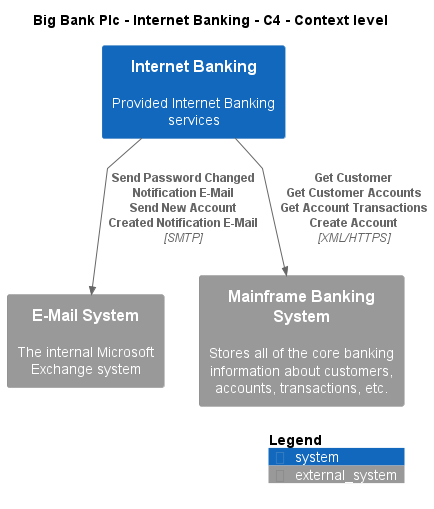 Big Bank Plc - Internet Banking - C4 - Context level
Internet Banking
Provided Internet Banking
services
Send Password Changed
Notification E-Mail
Send New Account
Created Notification E-Mail
[SMTP]
Get Customer
Get Customer Accounts
Get Account Transactions
Create Account
[XML/HTTPS]
E-Mail System
The internal Microsoft
Exchange system
Mainframe Banking
System
Stores all of the core banking
information about customers,
accounts, transactions, etc.
Legend
system
external_system